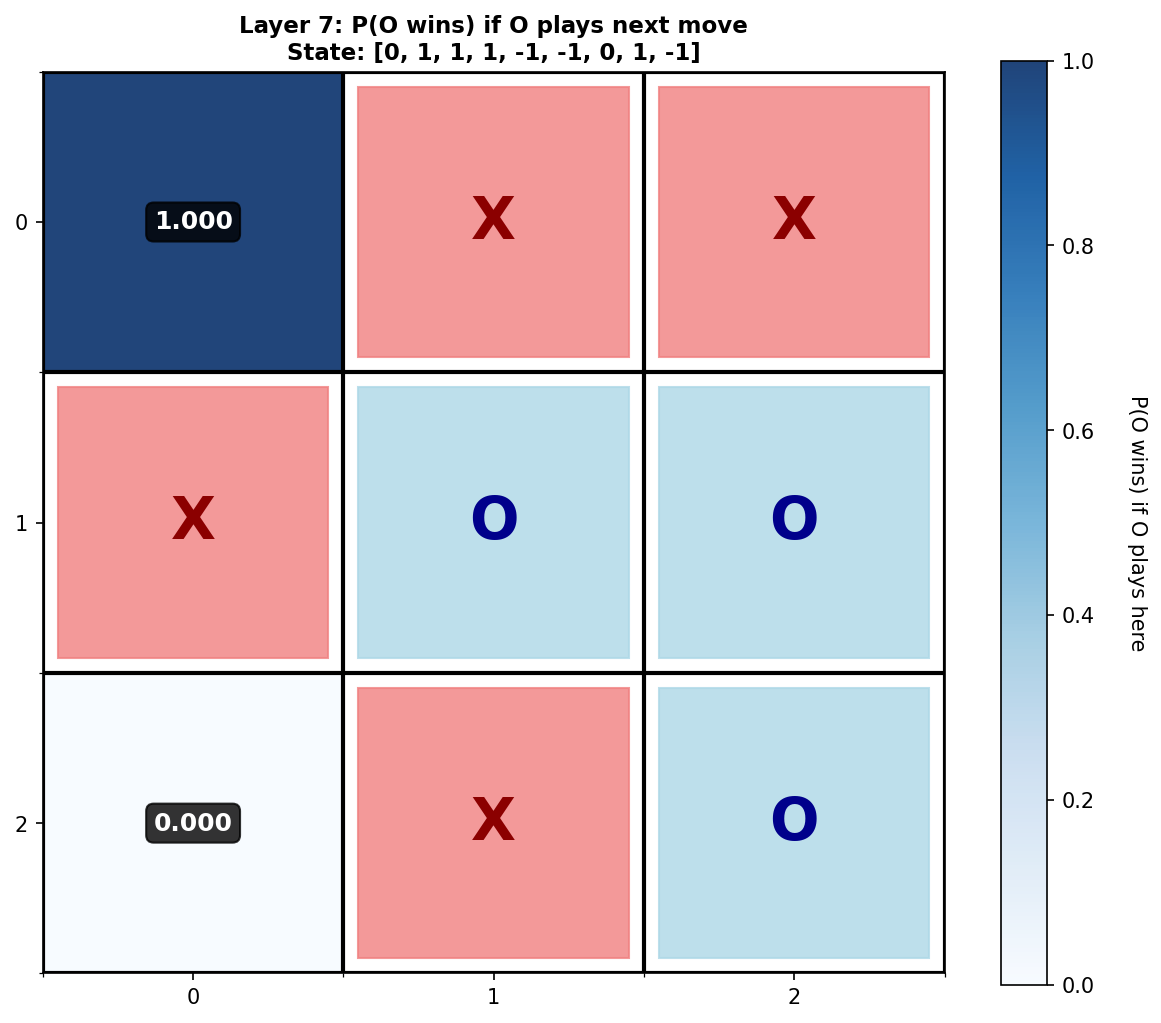 Layer 7: P(O wins) if O plays next move
State: [0, 1, 1, 1, -1, -1, 0, 1, -1]
0
1.000
X
X
1
X
O
O
2
0.000
X
O
0
1
2
1.0
0.8
0.6
0.4
0.2
0.0
P(O wins) if O plays here